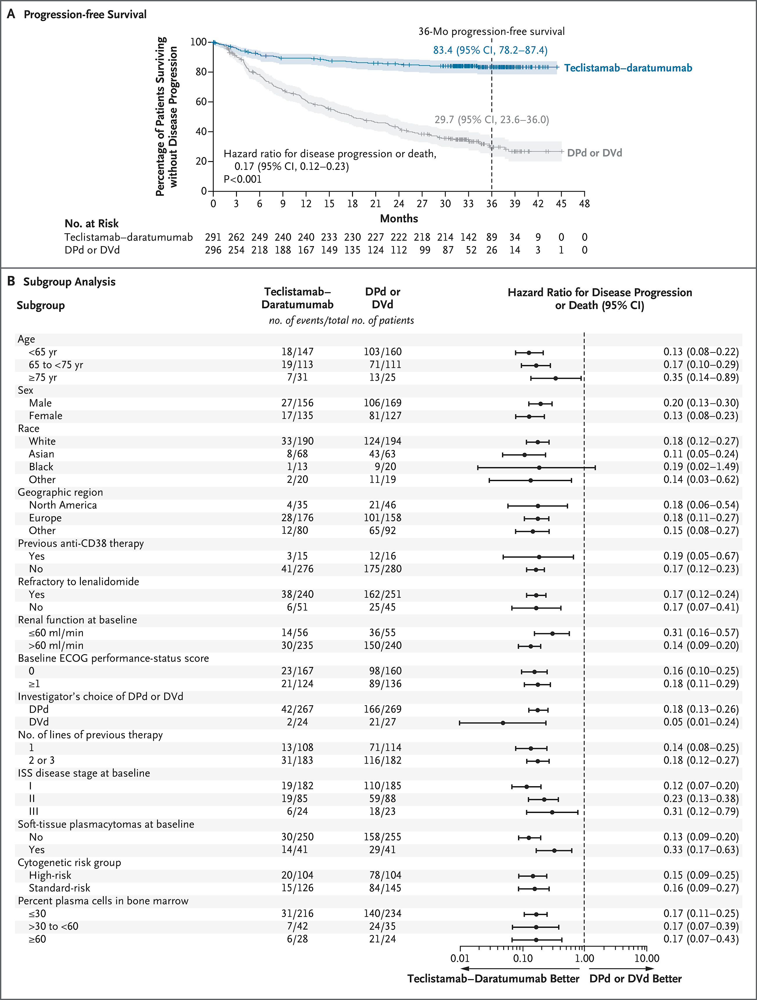 A Progression-free Survival
Percentage of Patients Surviving
without Disease Progression
100
80
60
40
20
0
36-Mo progression-free survival
83.4 (95% CI, 78.2–87.4)
Teclistamab–daratumumab
29.7 (95% CI, 23.6–36.0)
DPd or DVd
Hazard ratio for disease progression or death,
0.17 (95% CI, 0.12–0.23)
P<0.001
0 3 6 9 12 15 18 21 24 27 30 33 36 39 42 45 48
Months
No. at Risk
Teclistamab–daratumumab 291 262 249 240 240 233 230 227 222 218 214 142 89 34 9 0 0
DPd or DVd 296 254 218 188 167 149 135 124 112 99 87 52 26 14 3 1 0
B Subgroup Analysis
Subgroup
Teclistamab–
Daratumumab
DPd or
DVd
Hazard Ratio for Disease Progression
or Death (95% CI)
no. of events/total no. of patients
Age
<65 yr 18/147 103/160 0.13 (0.08–0.22)
65 to <75 yr 19/113 71/111 0.17 (0.10–0.29)
≥75 yr 7/31 13/25 0.35 (0.14–0.89)
Sex
Male 27/156 106/169 0.20 (0.13–0.30)
Female 17/135 81/127 0.13 (0.08–0.23)
Race
White 33/190 124/194 0.18 (0.12–0.27)
Asian 8/68 43/63 0.11 (0.05–0.24)
Black 1/13 9/20 0.19 (0.02–1.49)
Other 2/20 11/19 0.14 (0.03–0.62)
Geographic region
North America 4/35 21/46 0.18 (0.06–0.54)
Europe 28/176 101/158 0.18 (0.11–0.27)
Other 12/80 65/92 0.15 (0.08–0.27)
Previous anti-CD38 therapy
Yes 3/15 12/16 0.19 (0.05–0.67)
No 41/276 175/280 0.17 (0.12–0.23)
Refractory to lenalidomide
Yes 38/240 162/251 0.17 (0.12–0.24)
No 6/51 25/45 0.17 (0.07–0.41)
Renal function at baseline
≤60 ml/min 14/56 36/55 0.31 (0.16–0.57)
>60 ml/min 30/235 150/240 0.14 (0.09–0.20)
Baseline ECOG performance-status score
0 23/167 98/160 0.16 (0.10–0.25)
≥1 21/124 89/136 0.18 (0.11–0.29)
Investigator’s choice of DPd or DVd
DPd 42/267 166/269 0.18 (0.13–0.26)
DVd 2/24 21/27 0.05 (0.01–0.24)
No. of lines of previous therapy
1 13/108 71/114 0.14 (0.08–0.25)
2 or 3 31/183 116/182 0.18 (0.12–0.27)
ISS disease stage at baseline
I 19/182 110/185 0.12 (0.07–0.20)
II 19/85 59/88 0.23 (0.13–0.38)
III 6/24 18/23 0.31 (0.12–0.79)
Soft-tissue plasmacytomas at baseline
No 30/250 158/255 0.13 (0.09–0.20)
Yes 14/41 29/41 0.33 (0.17–0.63)
Cytogenetic risk group
High-risk 20/104 78/104 0.15 (0.09–0.25)
Standard-risk 15/126 84/145 0.16 (0.09–0.27)
Percent plasma cells in bone marrow
≤30 31/216 140/234 0.17 (0.11–0.25)
>30 to <60 7/42 24/35 0.17 (0.07–0.39)
≥60 6/28 21/24 0.17 (0.07–0.43)
0.01 0.10 1.00 10.00
Teclistamab–Daratumumab Better DPd or DVd Better